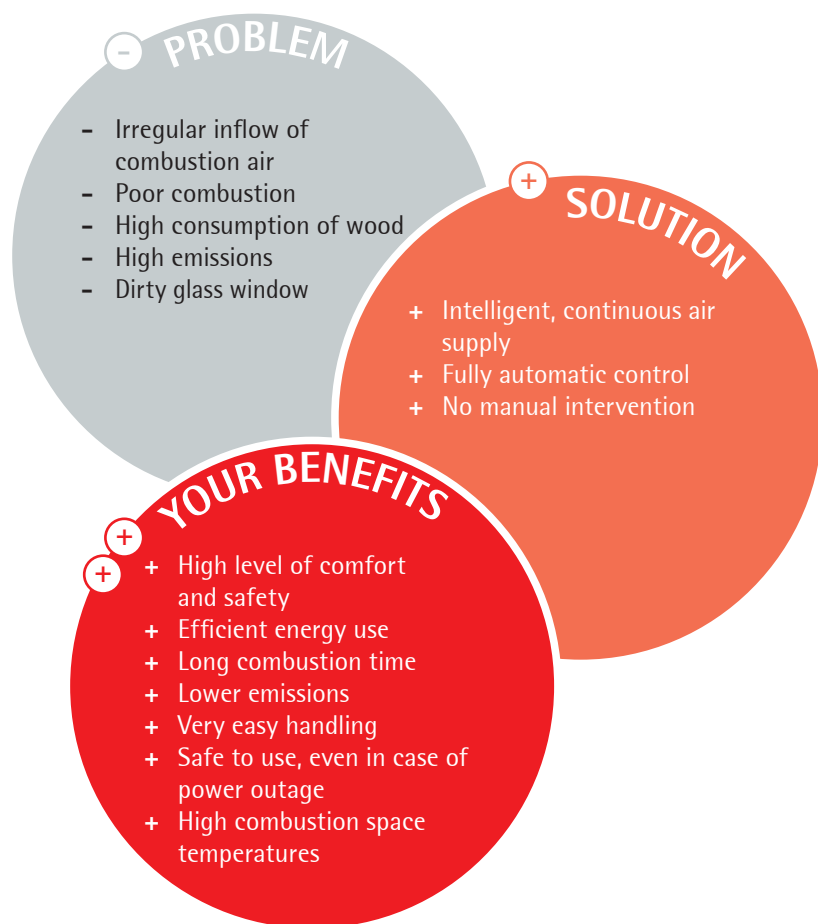 -
PROBLEM
- Irregular inflow of
combustion air
- Poor combustion
- High consumption of wood
- High emissions
- Dirty glass window
+
SOLUTION
+ Intelligent, continuous air
supply
+ Fully automatic control
+ No manual intervention
+
+
YOUR BENEFITS
+ High level of comfort
and safety
+ Efficient energy use
+ Long combustion time
+ Lower emissions
+ Very easy handling
+ Safe to use, even in case of
power outage
+ High combustion space
temperatures